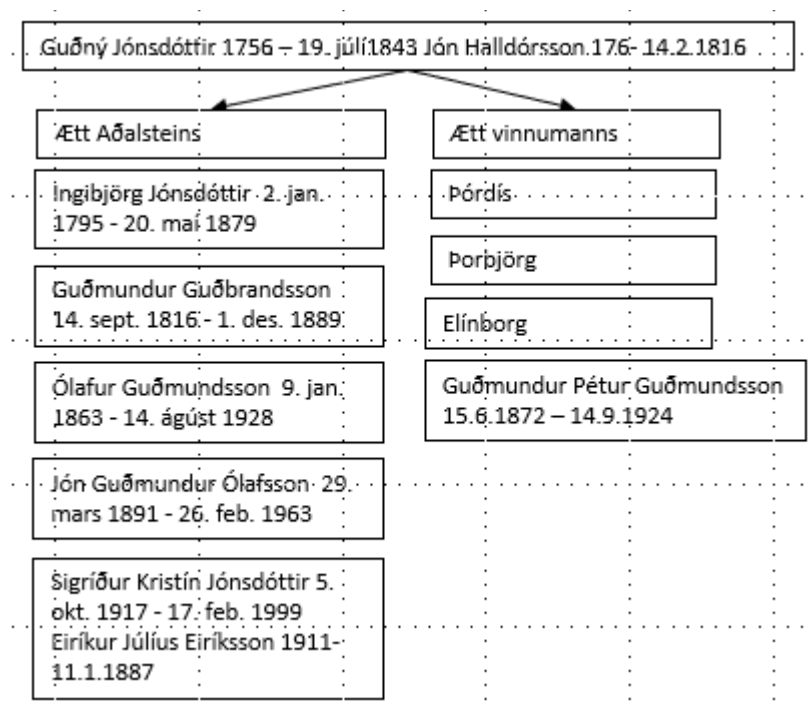 Guðný Jónsdóttir 1756 – 19. júlí1843 Jón Halldórsson 176- 14.2.1816
Ætt Aðalsteins
Ingibjörg Jónsdóttir 2. jan.
1795 - 20. maí 1879
Guðmundur Guðbrandsson
14. sept. 1816 - 1. des. 1889
Ólafur Guðmundsson 9. jan.
1863 - 14. ágúst 1928
Jón Guðmundur Ólafsson 29.
mars 1891 - 26. feb. 1963
Sigríður Kristín Jónsdóttir 5.
okt. 1917 - 17. feb. 1999
Eiríkur Júlíus Eiríksson 1911-
11.1.1887
Ætt vinnumanns
Þórdís
Þorbjörg
Elínborg
Guðmundur Pétur Guðmundsson
15.6.1872 – 14.9.1924